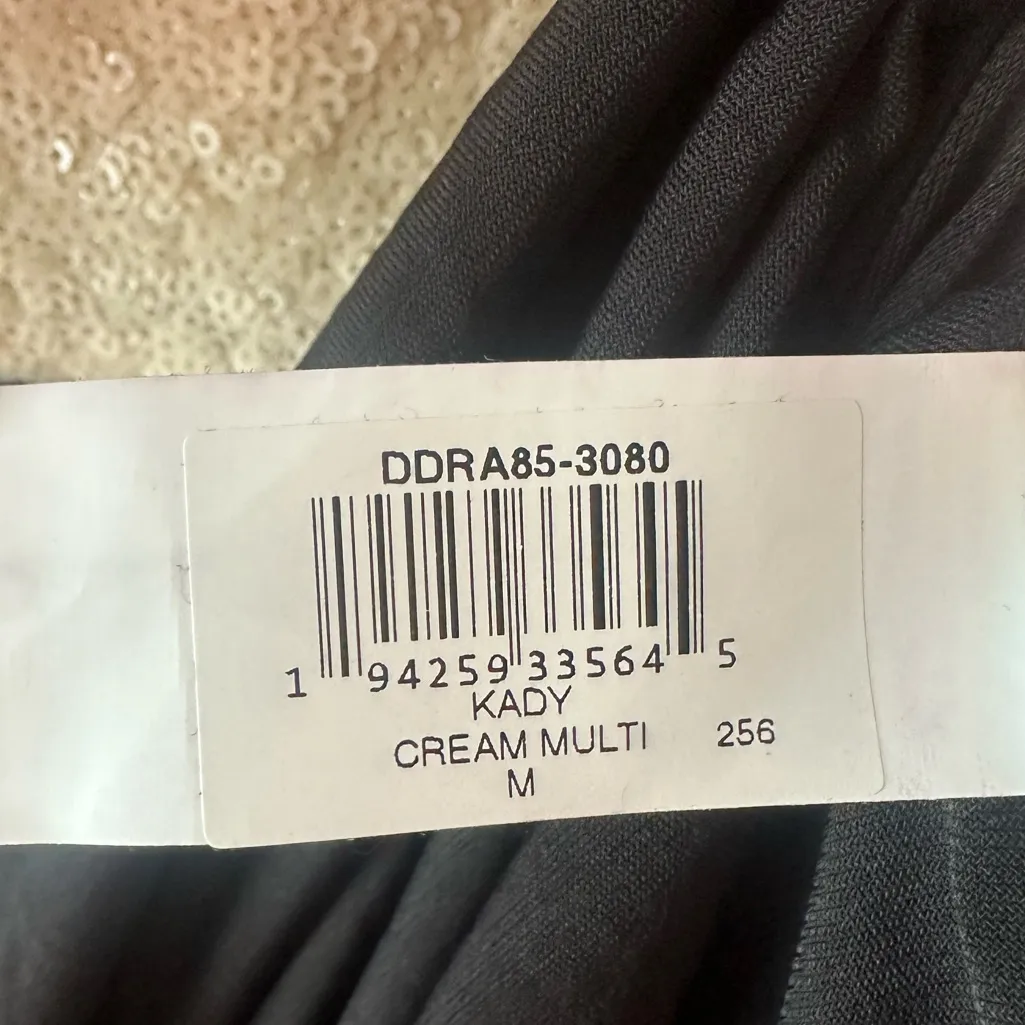 DDRA85-3080
1 94259 33564 5
KADY
CREAM MULTI 256
M